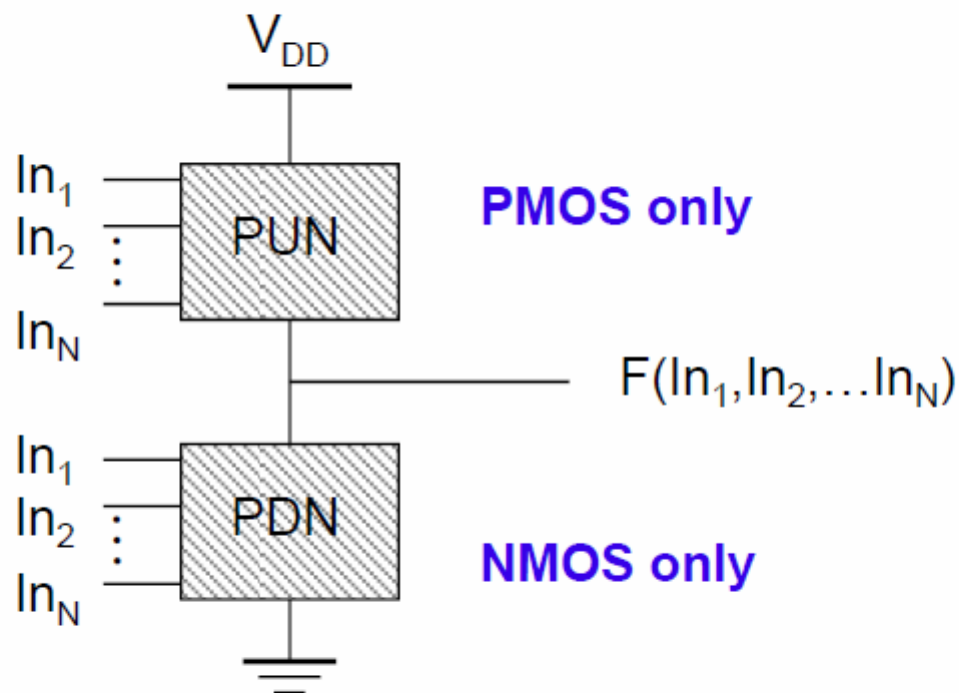 V_DD
In_1
In_2
⋮
In_N
PUN
PMOS only
F(In_1,In_2,…In_N)
In_1
In_2
⋮
In_N
PDN
NMOS only